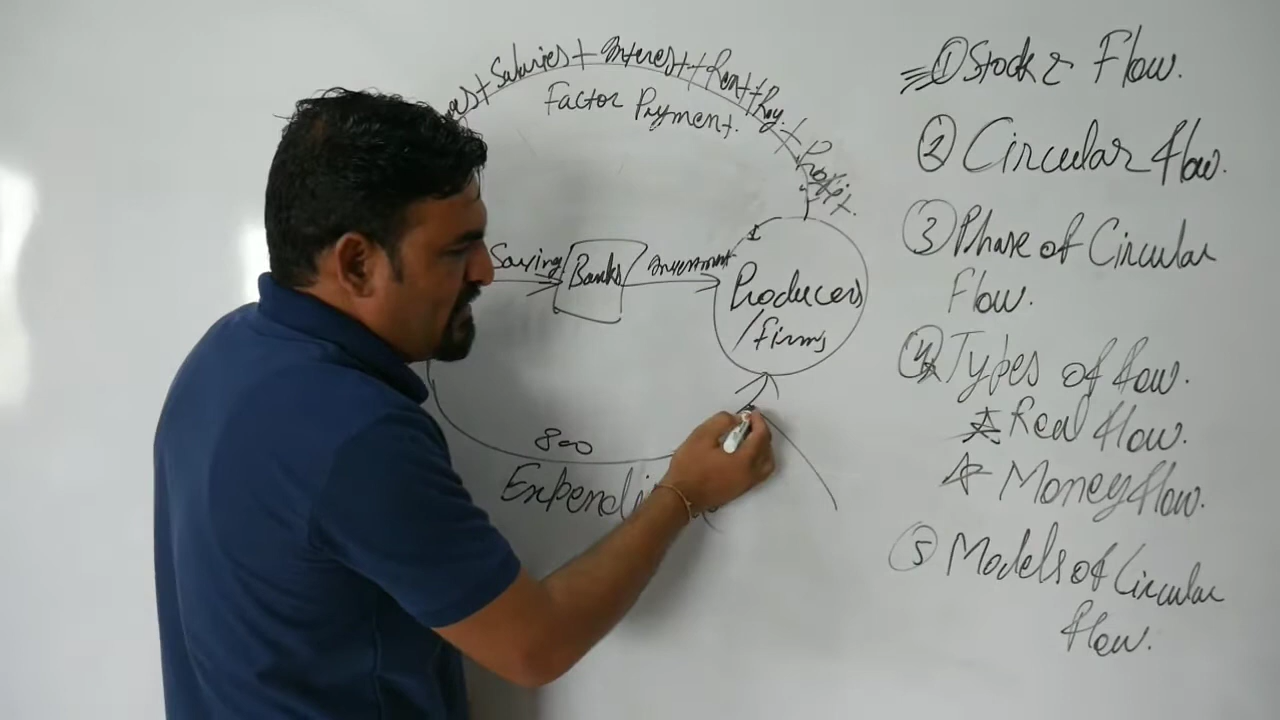 + Salaries + Interest + Rent + Roy. + Profit.
Factor Payment.
Saving
Banks
Investment
Producers
/firms
800
① Stock & Flow.
② Circular flow.
③ Phase of Circular
Flow.
④ Types of flow.
Real flow.
Money flow.
⑤ Models of Circular
flow.